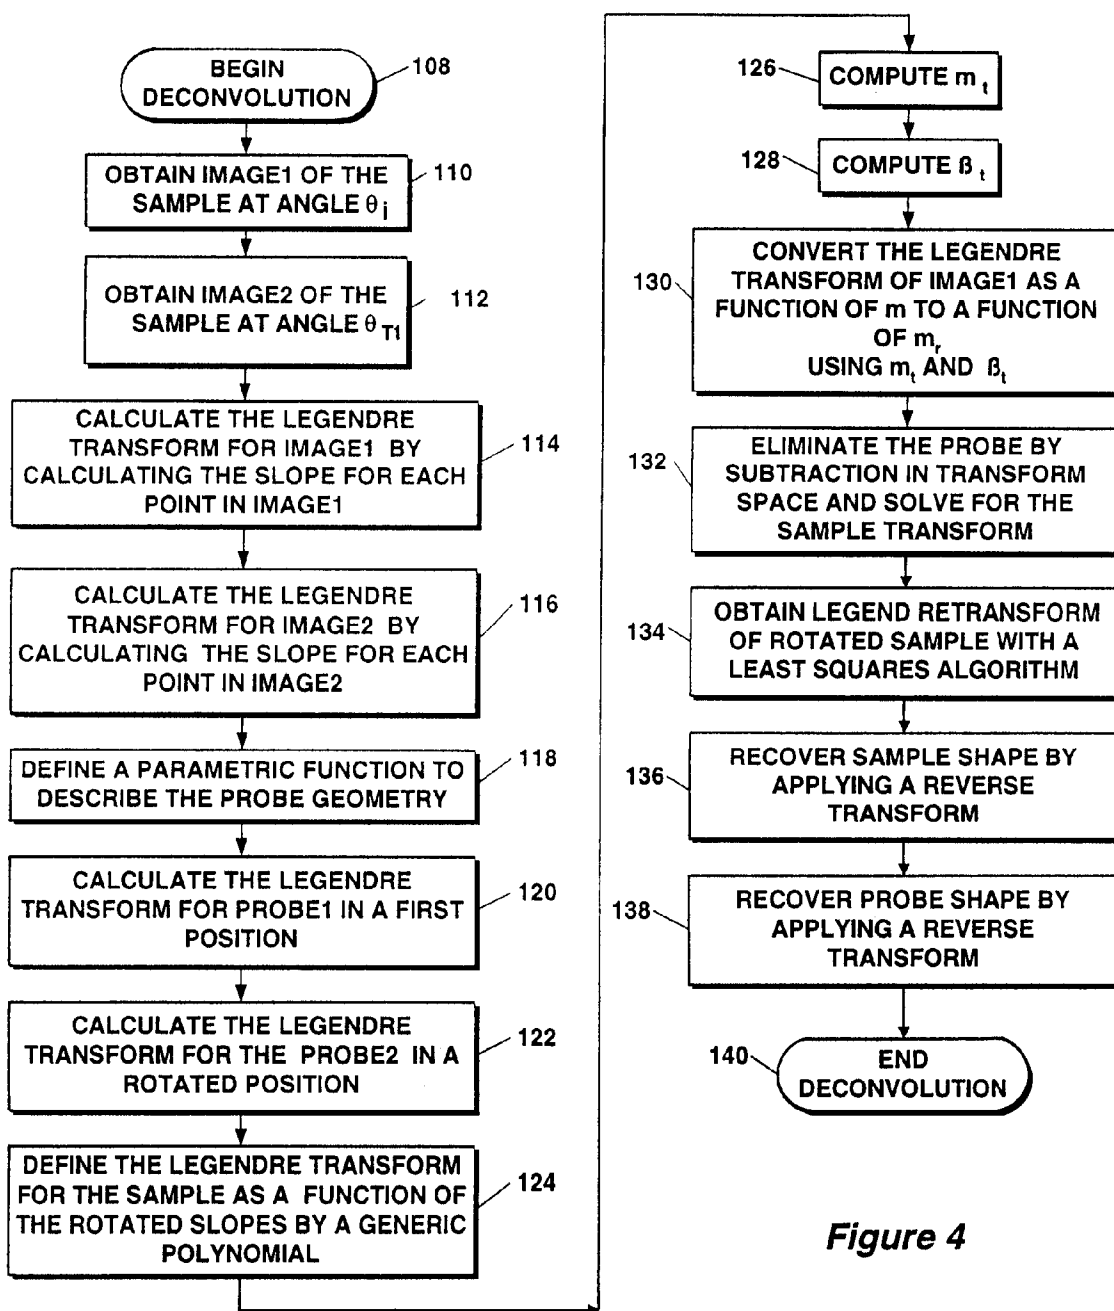 BEGIN
DECONVOLUTION
108
OBTAIN IMAGE1 OF THE
SAMPLE AT ANGLE θi
110
OBTAIN IMAGE2 OF THE
SAMPLE AT ANGLE θT1
112
CALCULATE THE LEGENDRE
TRANSFORM FOR IMAGE1 BY
CALCULATING THE SLOPE FOR EACH
POINT IN IMAGE1
114
CALCULATE THE LEGENDRE
TRANSFORM FOR IMAGE2 BY
CALCULATING THE SLOPE FOR EACH
POINT IN IMAGE2
116
DEFINE A PARAMETRIC FUNCTION TO
DESCRIBE THE PROBE GEOMETRY
118
CALCULATE THE LEGENDRE
TRANSFORM FOR PROBE1 IN A FIRST
POSITION
120
CALCULATE THE LEGENDRE
TRANSFORM FOR THE PROBE2 IN A
ROTATED POSITION
122
DEFINE THE LEGENDRE TRANSFORM
FOR THE SAMPLE AS A FUNCTION OF
THE ROTATED SLOPES BY A GENERIC
POLYNOMIAL
124
126
COMPUTE mt
128
COMPUTE ßt
130
CONVERT THE LEGENDRE
TRANSFORM OF IMAGE1 AS A
FUNCTION OF m TO A FUNCTION
OF mr
USING mt AND ßt
132
ELIMINATE THE PROBE BY
SUBTRACTION IN TRANSFORM
SPACE AND SOLVE FOR THE
SAMPLE TRANSFORM
134
OBTAIN LEGEND RETRANSFORM
OF ROTATED SAMPLE WITH A
LEAST SQUARES ALGORITHM
136
RECOVER SAMPLE SHAPE BY
APPLYING A REVERSE
TRANSFORM
138
RECOVER PROBE SHAPE BY
APPLYING A REVERSE
TRANSFORM
140
END
DECONVOLUTION
Figure 4